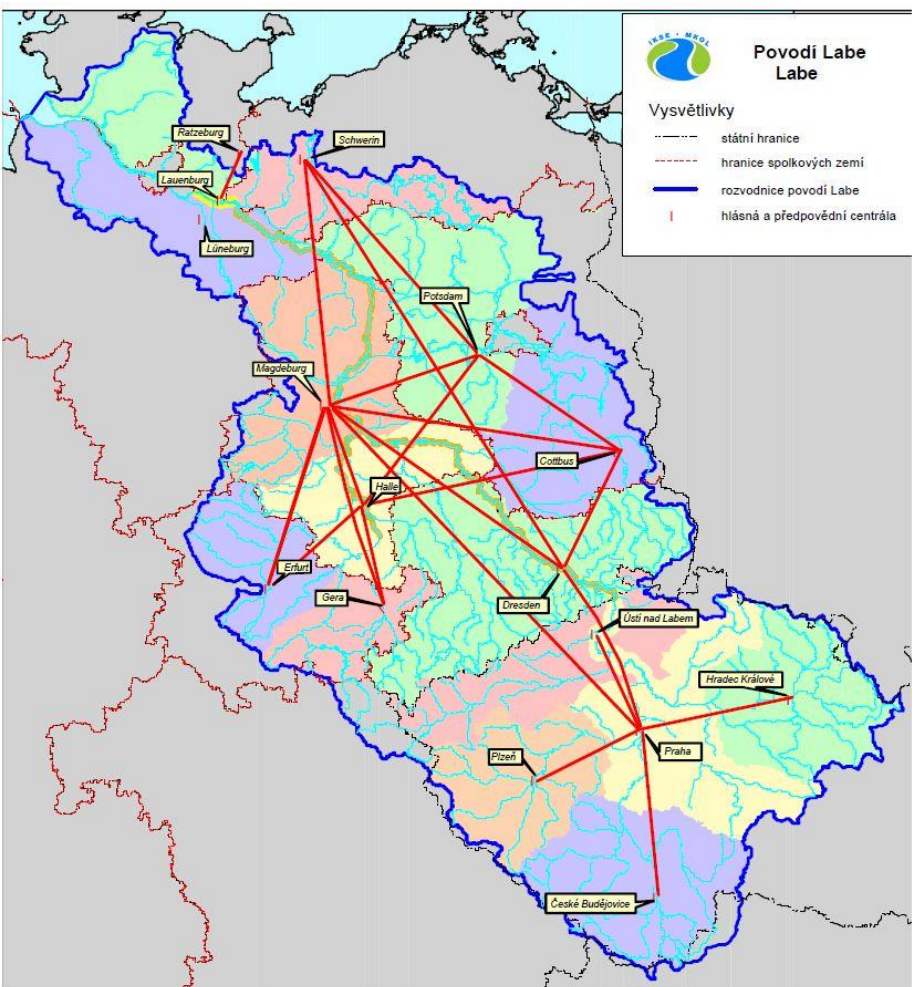 IKSE - MKOL
Povodí Labe
Labe
Vysvětlivky
státní hranice
hranice spolkových zemí
rozvodnice povodí Labe
hlásná a předpovědní centrála
Ratzeburg
Schwerin
Lauenburg
Lüneburg
Potsdam
Magdeburg
Cottbus
Halle
Erfurt
Gera
Dresden
Ústí nad Labem
Hradec Králové
Praha
Plzeň
České Budějovice